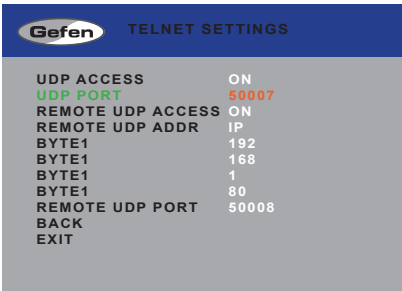 Gefen TELNET SETTINGS
UDP ACCESS ON
UDP PORT 50007
REMOTE UDP ACCESS ON
REMOTE UDP ADDR IP
BYTE1 192
BYTE1 168
BYTE1 1
BYTE1 80
REMOTE UDP PORT 50008
BACK
EXIT